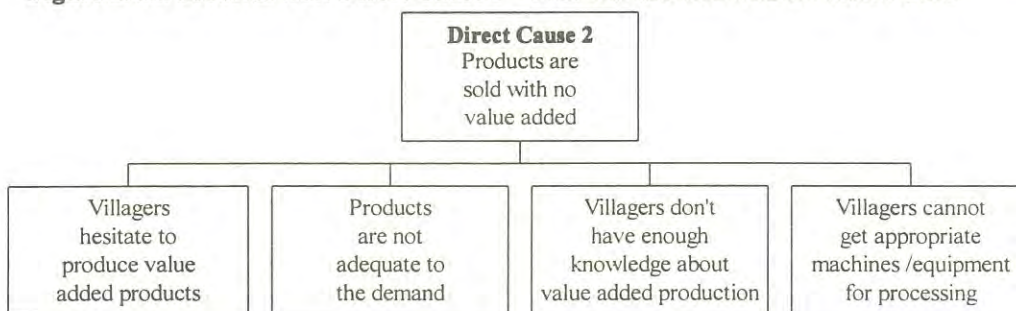 Direct Cause 2
Products are
sold with no
value added
Villagers
hesitate to
produce value
added products
Products
are not
adequate to
the demand
Villagers don't
have enough
knowledge about
value added production
Villagers cannot
get appropriate
machines /equipment
for processing